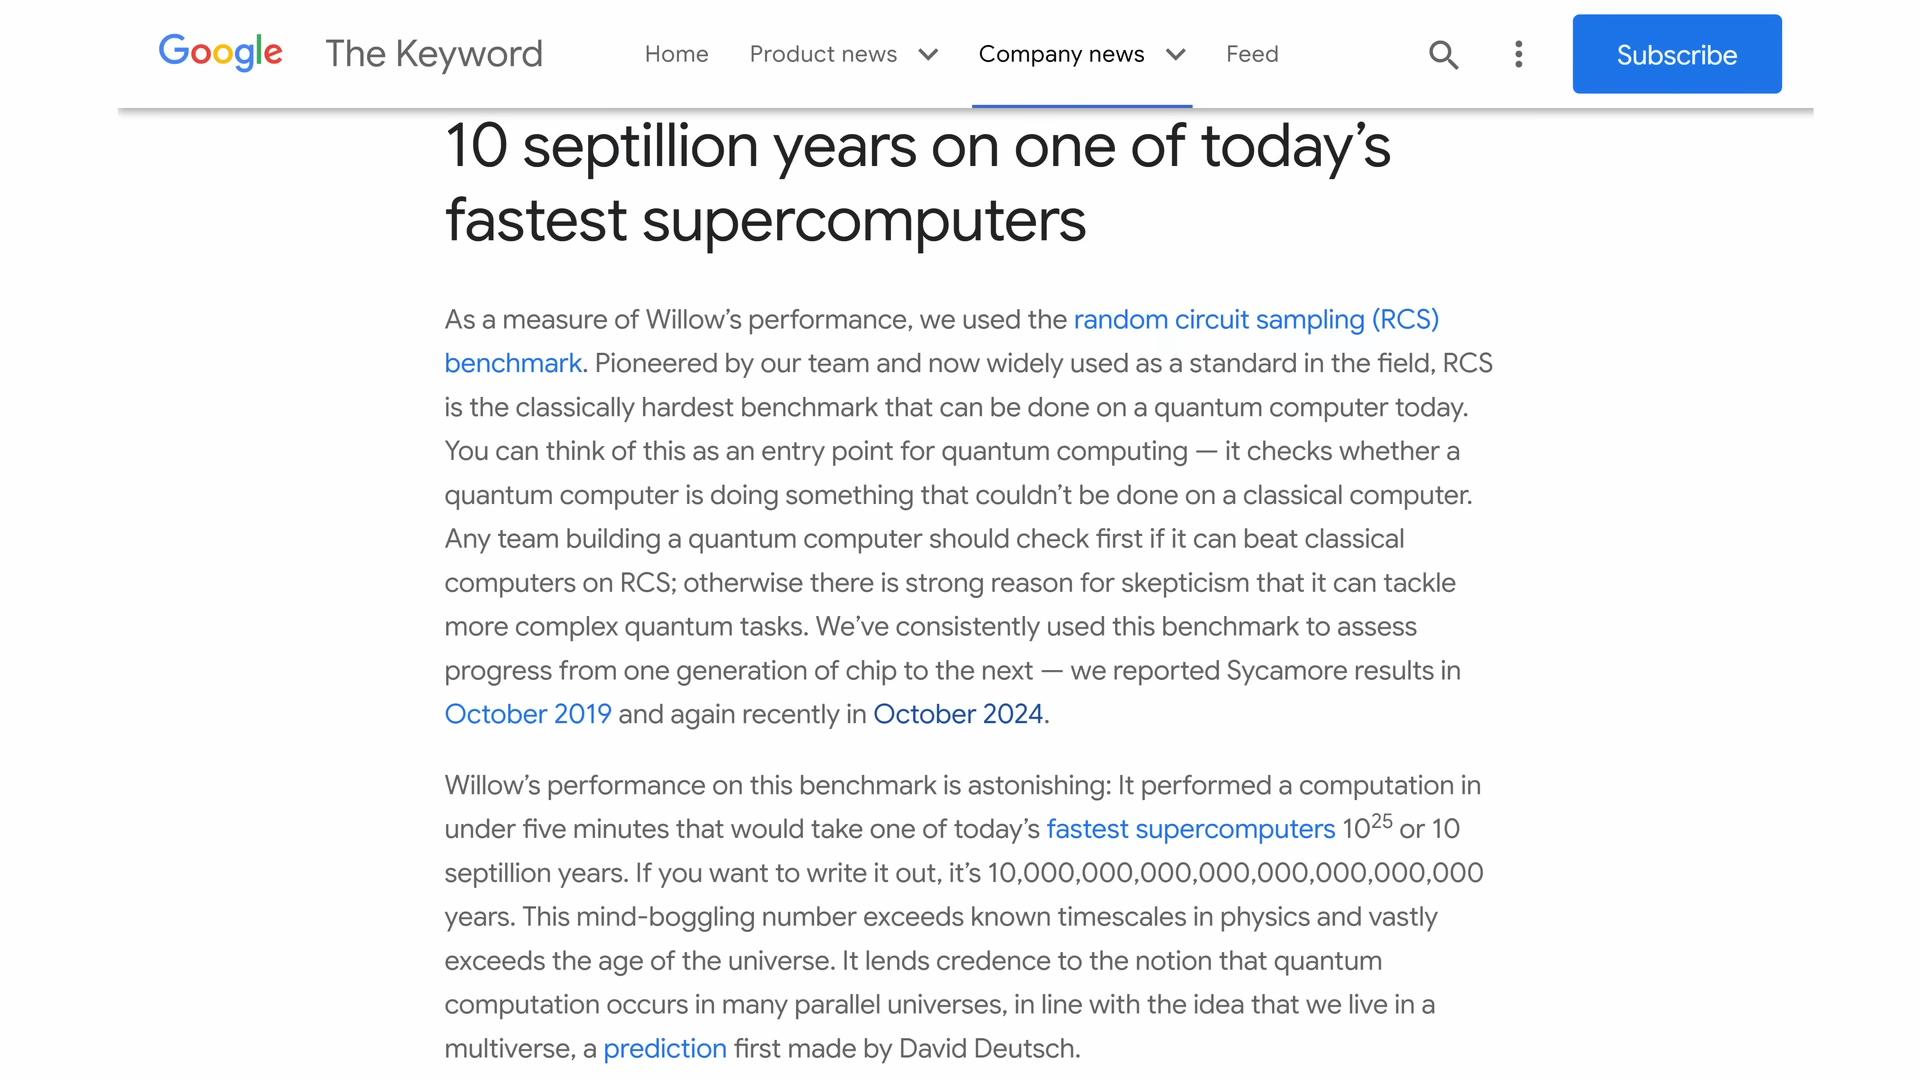 Google The Keyword Home Product news Company news Feed Subscribe
10 septillion years on one of today’s
fastest supercomputers
As a measure of Willow’s performance, we used the random circuit sampling (RCS)
benchmark. Pioneered by our team and now widely used as a standard in the field, RCS
is the classically hardest benchmark that can be done on a quantum computer today.
You can think of this as an entry point for quantum computing — it checks whether a
quantum computer is doing something that couldn’t be done on a classical computer.
Any team building a quantum computer should check first if it can beat classical
computers on RCS; otherwise there is strong reason for skepticism that it can tackle
more complex quantum tasks. We’ve consistently used this benchmark to assess
progress from one generation of chip to the next — we reported Sycamore results in
October 2019 and again recently in October 2024.
Willow’s performance on this benchmark is astonishing: It performed a computation in
under five minutes that would take one of today’s fastest supercomputers 10²⁵ or 10
septillion years. If you want to write it out, it’s 10,000,000,000,000,000,000,000,000
years. This mind-boggling number exceeds known timescales in physics and vastly
exceeds the age of the universe. It lends credence to the notion that quantum
computation occurs in many parallel universes, in line with the idea that we live in a
multiverse, a prediction first made by David Deutsch.